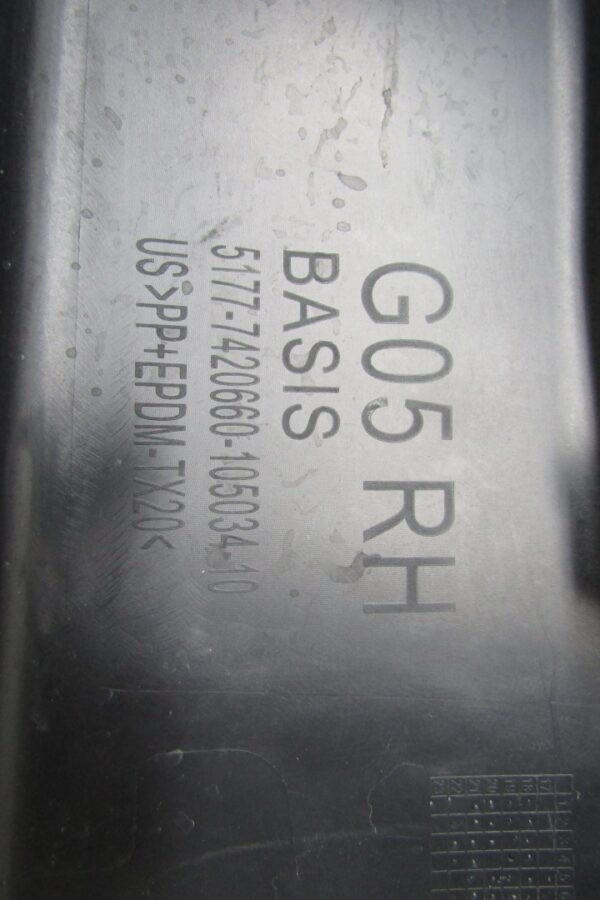 G05 RH
BASIS
5177-7420660-105034-10
US>PP+EPDM-TX20<